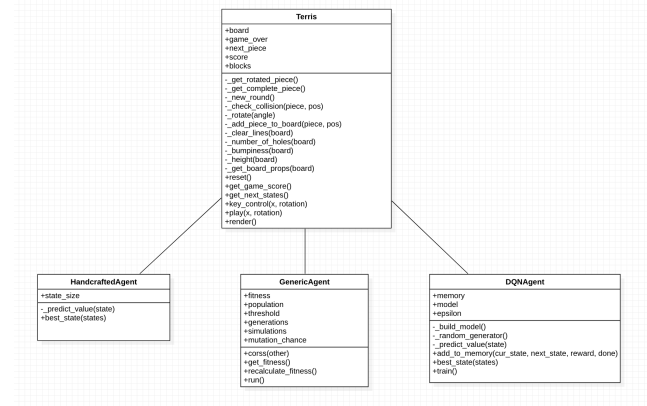 Terris
+board
+game_over
+next_piece
+score
+blocks
-_get_rotated_piece()
-_get_complete_piece()
-_new_round()
-_check_collision(piece, pos)
-_rotate(angle)
-_add_piece_to_board(piece, pos)
-_clear_lines(board)
-_number_of_holes(board)
-_bumpiness(board)
-_height(board)
-_get_board_props(board)
+reset()
+get_game_score()
+get_next_states()
+key_control(x, rotation)
+play(x, rotation)
+render()
HandcraftedAgent
+state_size
-_predict_value(state)
+best_state(states)
GenericAgent
+fitness
+population
+threshold
+generations
+simulations
+mutation_chance
+corss(other)
+get_fitness()
+recalculate_fitness()
+run()
DQNAgent
+memory
+model
+epsilon
-_build_model()
-_random_generator()
-_predict_value(state)
+add_to_memory(cur_state, next_state, reward, done)
+best_state(states)
+train()